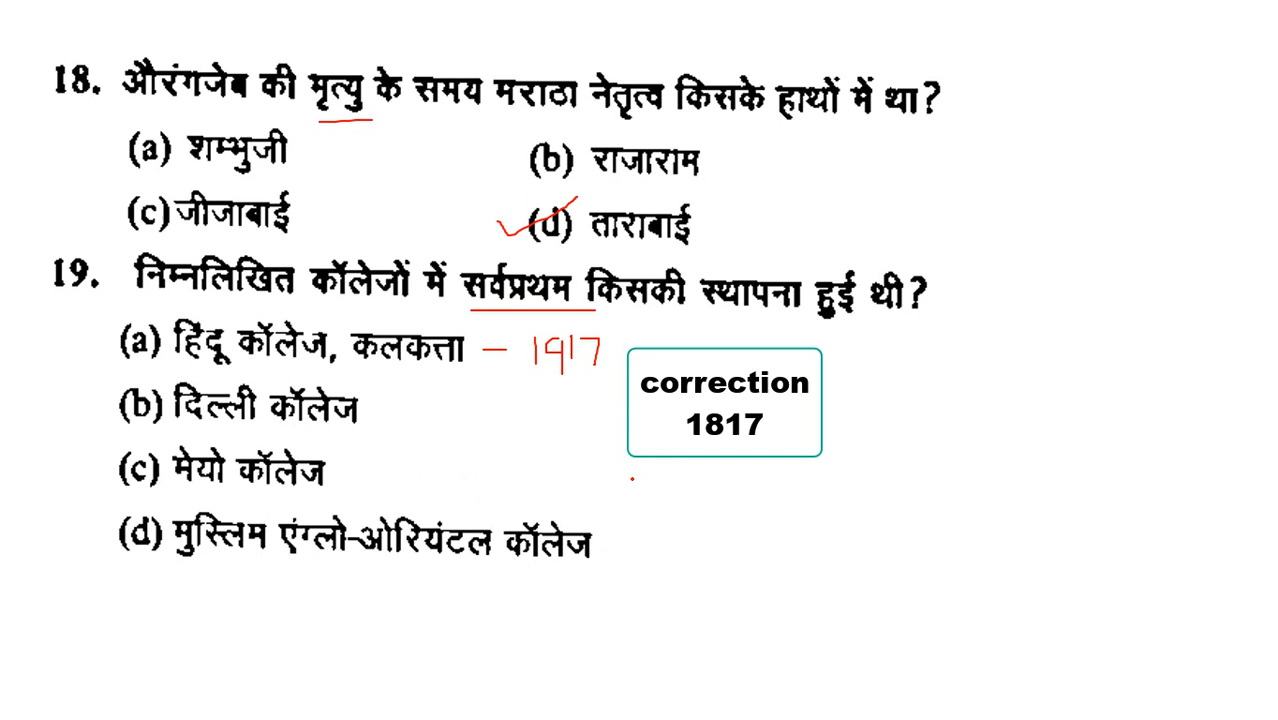 18. औरंगजेब की मृत्यु के समय मराठा नेतृत्व किसके हाथों में था?
(a) शम्भुजी (b) राजाराम
(c) जीजाबाई (d) ताराबाई
19. निम्नलिखित कॉलेजों में सर्वप्रथम किसकी स्थापना हुई थी?
(a) हिंदू कॉलेज, कलकत्ता – 1917
correction
1817
(b) दिल्ली कॉलेज
(c) मेयो कॉलेज
(d) मुस्लिम एंग्लो-ओरियंटल कॉलेज